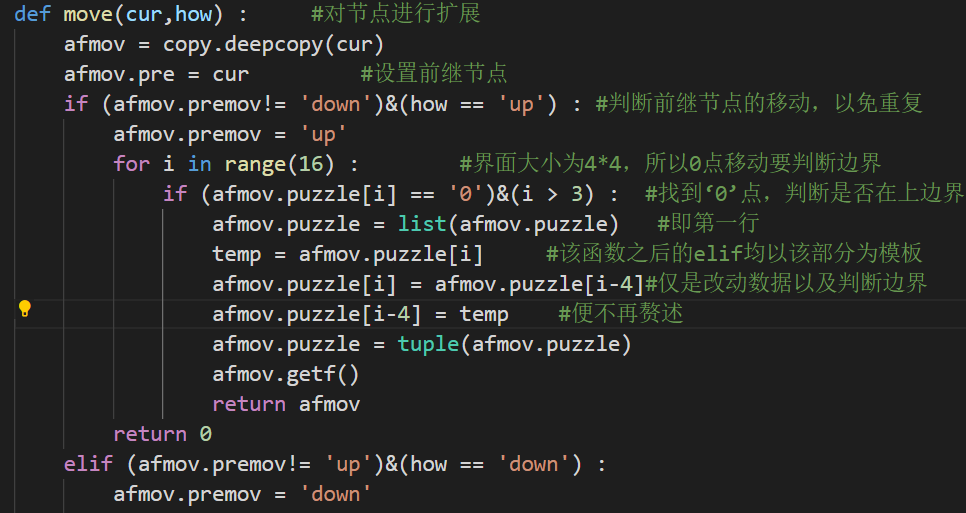 def move(cur,how) :      #对节点进行扩展
    afmov = copy.deepcopy(cur)
    afmov.pre = cur         #设置前继节点
    if (afmov.premov!= 'down')&(how == 'up') : #判断前继节点的移动，以免重复
        afmov.premov = 'up'
        for i in range(16) :        #界面大小为4*4，所以0点移动要判断边界
            if (afmov.puzzle[i] == '0')&(i > 3) :  #找到‘0’点，判断是否在上边界
                afmov.puzzle = list(afmov.puzzle)   #即第一行
                temp = afmov.puzzle[i]     #该函数之后的elif均以该部分为模板
                afmov.puzzle[i] = afmov.puzzle[i-4]#仅是改动数据以及判断边界
                afmov.puzzle[i-4] = temp    #便不再赘述
                afmov.puzzle = tuple(afmov.puzzle)
                afmov.getf()
                return afmov
        return 0
    elif (afmov.premov!= 'up')&(how == 'down') :
        afmov.premov = 'down'